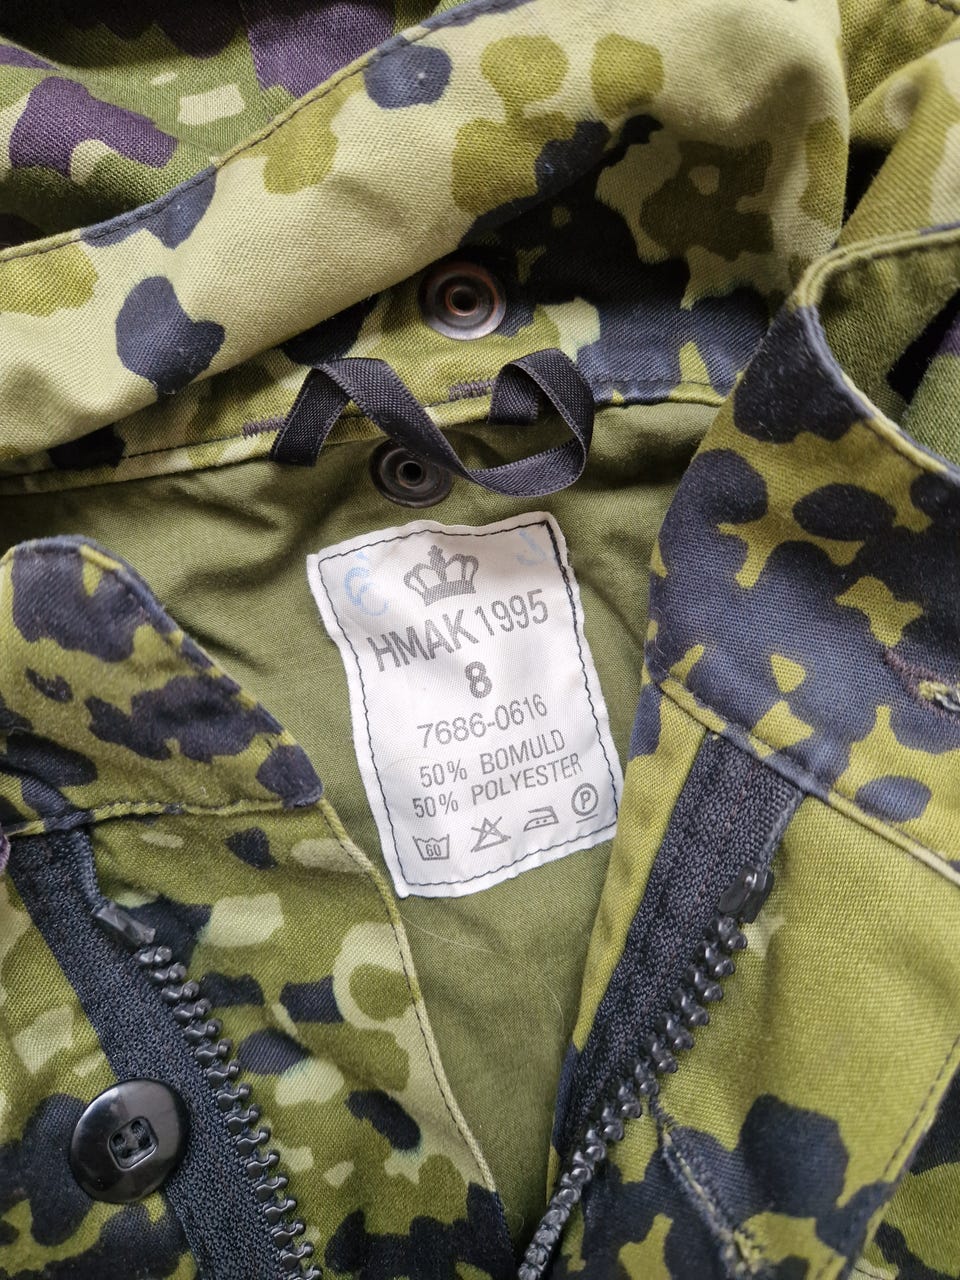 HMAK 1995
8
7686-0616
50% BOMULD
50% POLYESTER
60
P